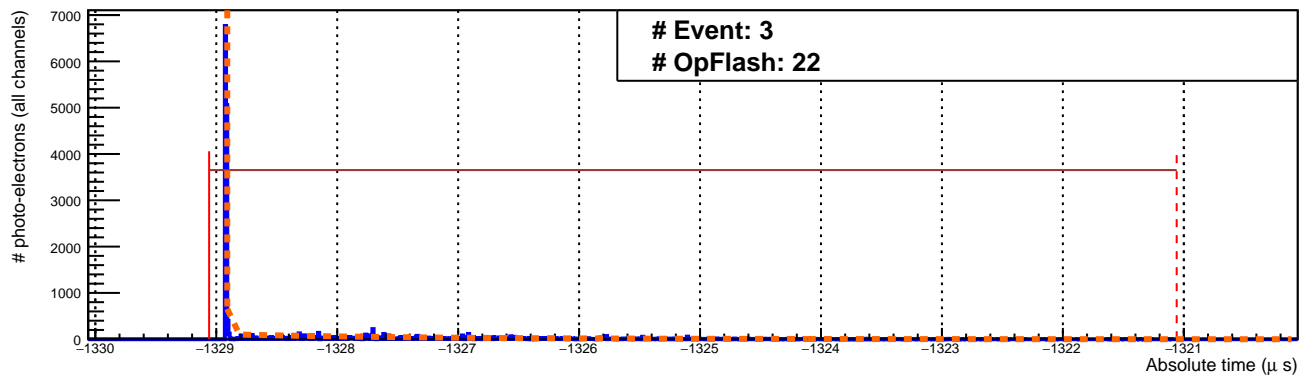 # Event: 3
# OpFlash: 22
# photo-electrons (all channels)
7000
6000
5000
4000
3000
2000
1000
0
−1330 −1329 −1328 −1327 −1326 −1325 −1324 −1323 −1322 −1321
Absolute time (μ s)